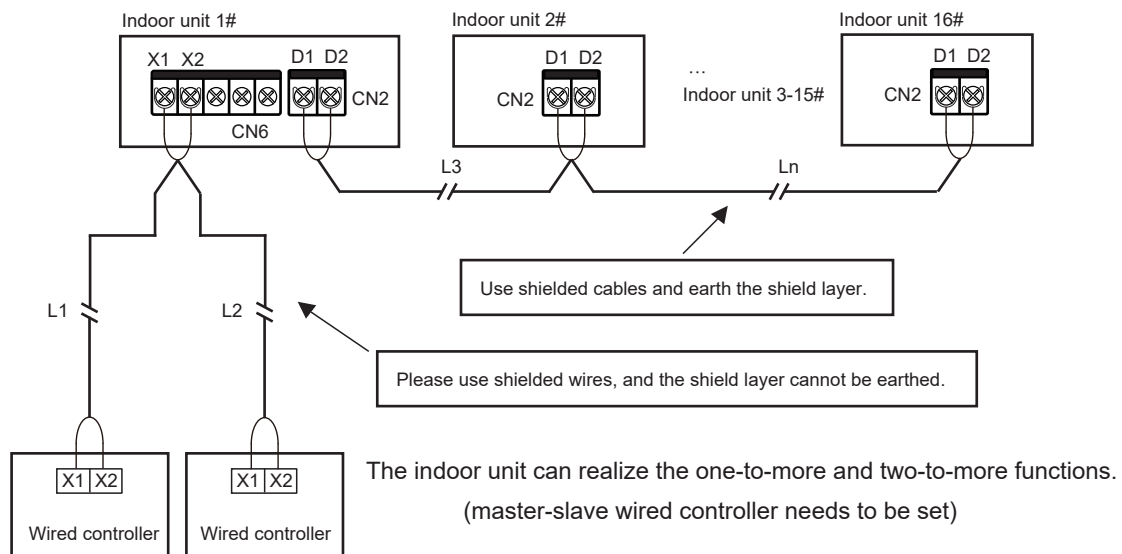 Indoor unit 1#
Indoor unit 2#
Indoor unit 16#
X1 X2
D1 D2
CN2
CN6
D1 D2
CN2
...
Indoor unit 3-15#
D1 D2
CN2
L3
Ln
Use shielded cables and earth the shield layer.
L1
L2
Please use shielded wires, and the shield layer cannot be earthed.
X1 X2
Wired controller
X1 X2
Wired controller
The indoor unit can realize the one-to-more and two-to-more functions.
(master-slave wired controller needs to be set)